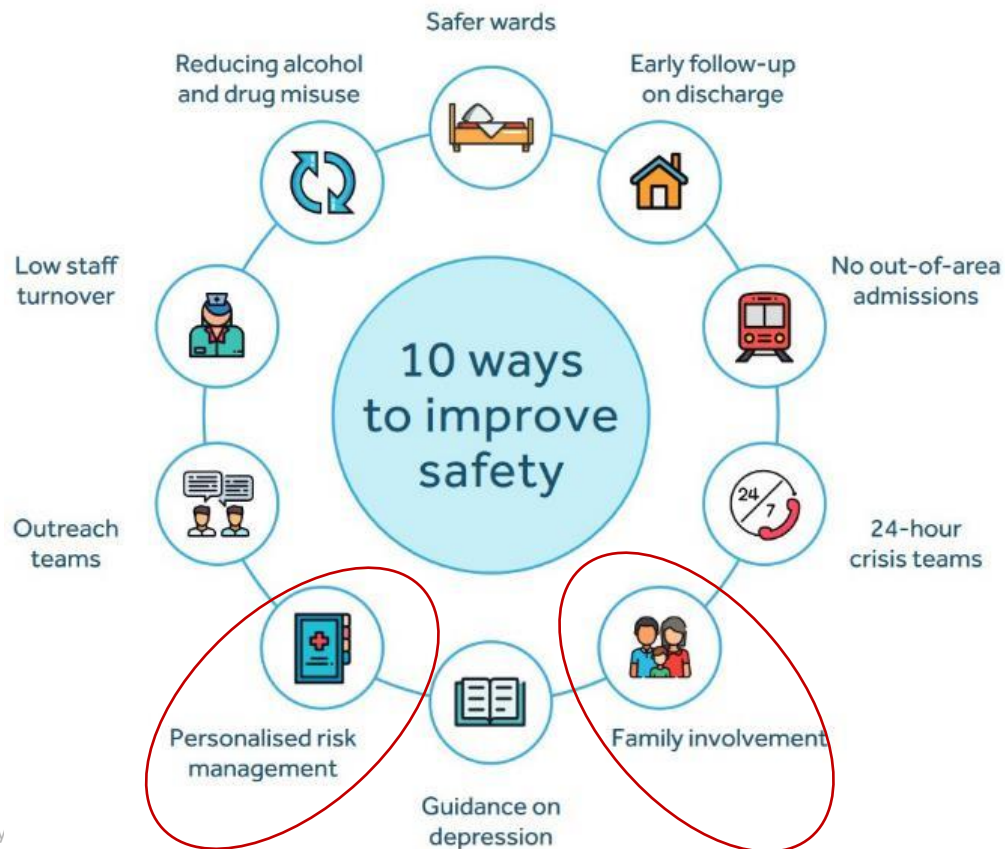 Safer wards
Early follow-up
on discharge
No out-of-area
admissions
24-hour
crisis teams
Family involvement
Guidance on
depression
Personalised risk
management
Outreach
teams
Low staff
turnover
Reducing alcohol
and drug misuse
10 ways
to improve
safety
24/7
y